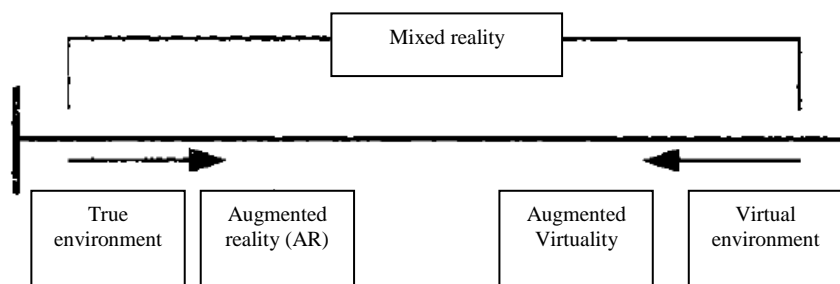 Mixed reality
True
environment
Augmented
reality (AR)
Augmented
Virtuality
Virtual
environment